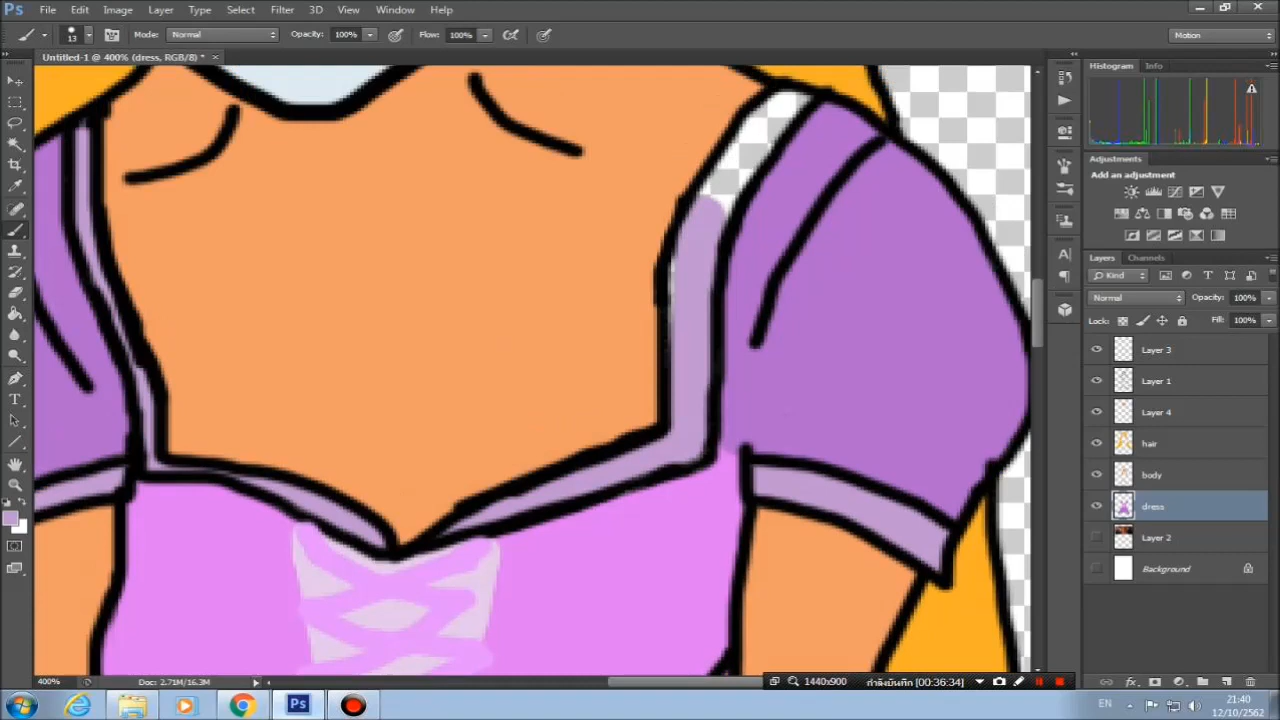 Ps File Edit Image Layer Type Select Filter 3D View Window Help
13 Mode: Normal Opacity: 100% Flow: 100% Motion
Untitled-1 @ 400% (dress, RGB/8) * ×
Histogram Info
Adjustments
Add an adjustment
Layers Channels
Kind
Normal Opacity: 100%
Lock: Fill: 100%
Layer 3
Layer 1
Layer 4
hair
body
dress
Layer 2
Background
400% Doc: 2.71M/16.3M
1440x900 กำลังบันทึก [00:36:34]
Ps EN 21:40
12/10/2562